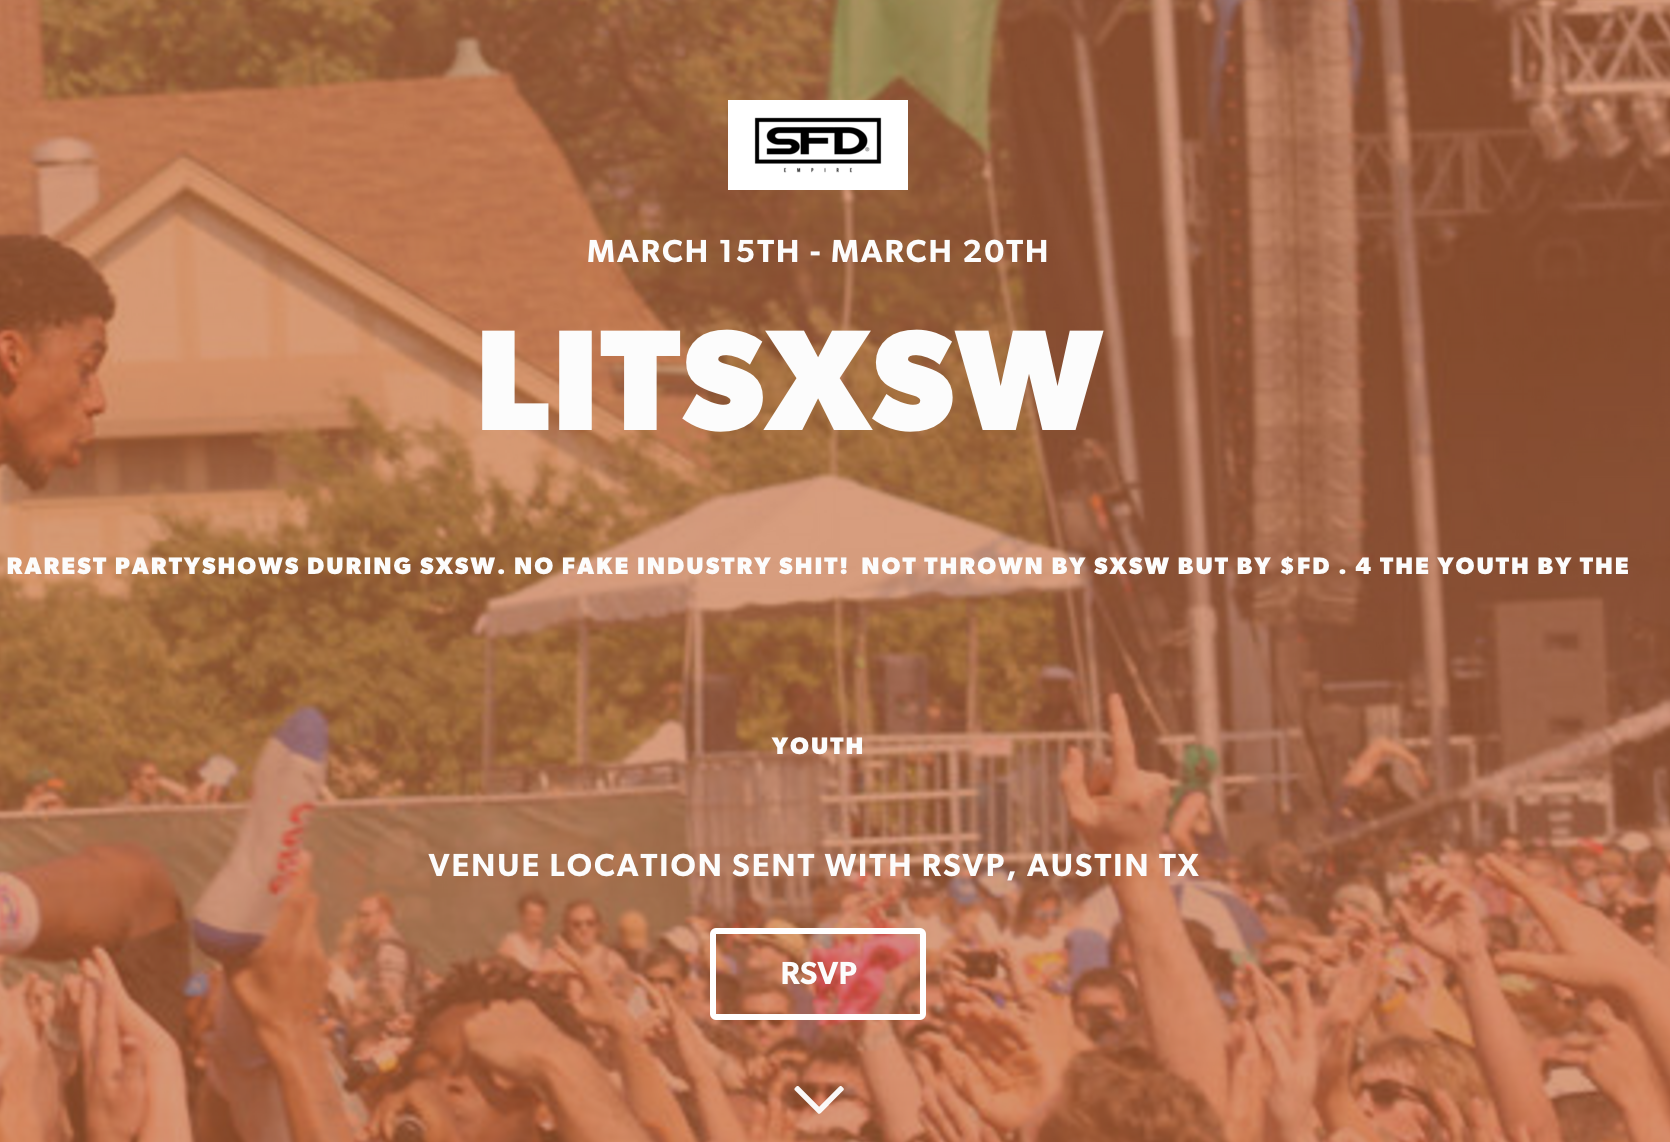 SFD
EMPIRE
MARCH 15TH - MARCH 20TH
LITSXSW
RAREST PARTYSHOWS DURING SXSW. NO FAKE INDUSTRY SHIT! NOT THROWN BY SXSW BUT BY $FD . 4 THE YOUTH BY THE
YOUTH
VENUE LOCATION SENT WITH RSVP, AUSTIN TX
RSVP